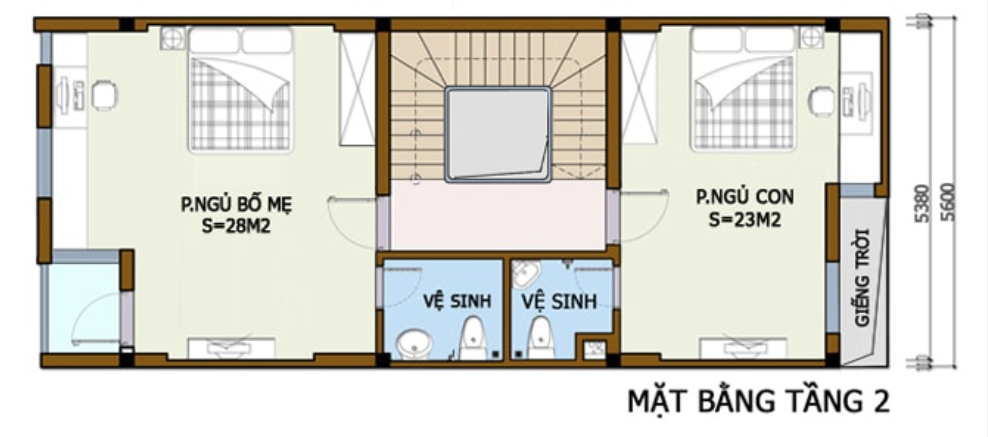 P.NGỦ BỐ MẸ
S=28M2
P.NGỦ CON
S=23M2
VỆ SINH
VỆ SINH
GIẾNG TRỜI
5380
5600
MẶT BẰNG TẦNG 2